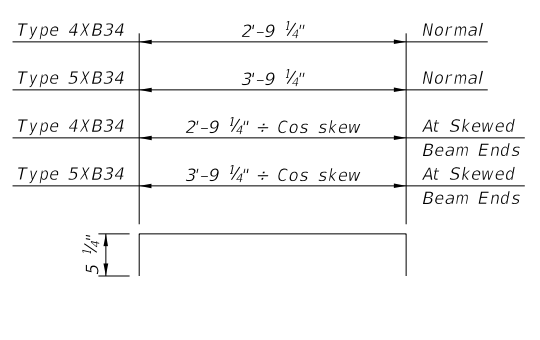 Type 4XB34 2'-9 1/4" Normal
Type 5XB34 3'-9 1/4" Normal
Type 4XB34 2'-9 1/4" ÷ Cos skew At Skewed
Beam Ends
Type 5XB34 3'-9 1/4" ÷ Cos skew At Skewed
Beam Ends
5 1/4"